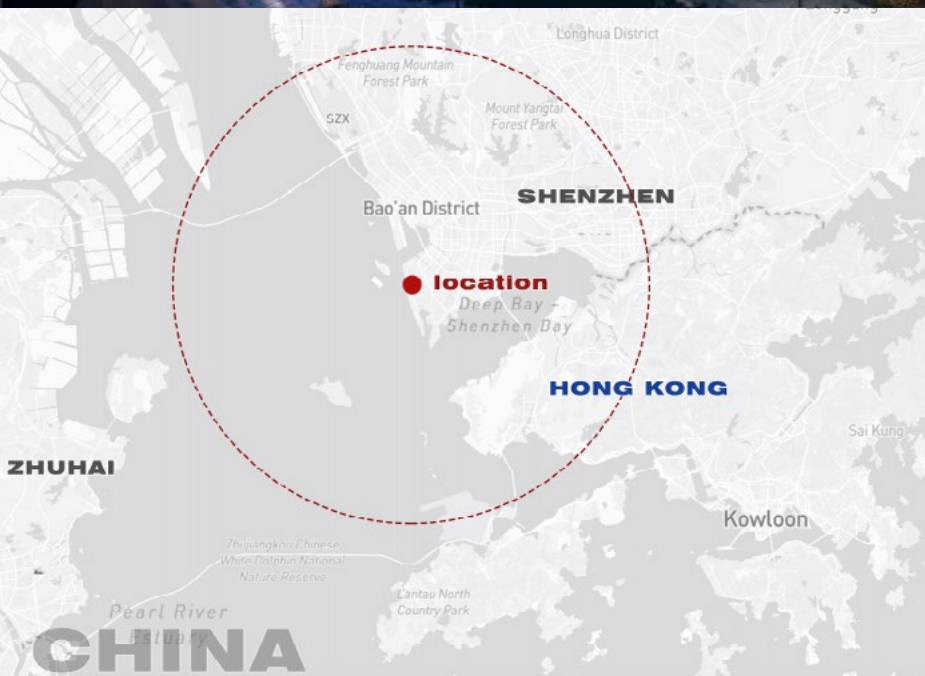 Longhua District
Fenghuang Mountain
Forest Park
Mount Yangtai
Forest Park
SZX
SHENZHEN
Bao'an District
location
Deep Bay -
Shenzhen Bay
HONG KONG
Sai Kung
ZHUHAI
Kowloon
Zhujiangkou Chinese
White Dolphin National
Nature Reserve
Lantau North
Country Park
Pearl River
Estuary
CHINA